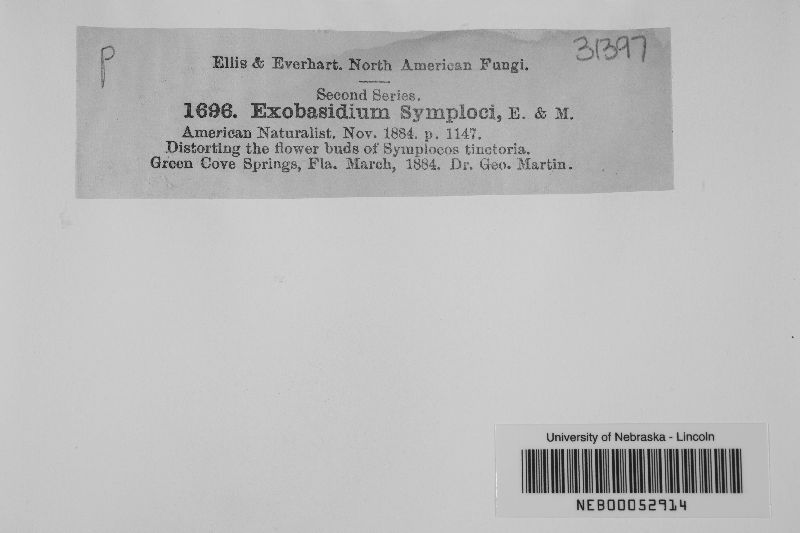 P
31397
Ellis & Everhart. North American Fungi.
Second Series.
1696. Exobasidium Symploci, E. & M.
American Naturalist, Nov. 1884. p. 1147.
Distorting the flower buds of Symplocos tinctoria.
Green Cove Springs, Fla. March, 1884. Dr. Geo. Martin.
University of Nebraska - Lincoln
NEB00052914